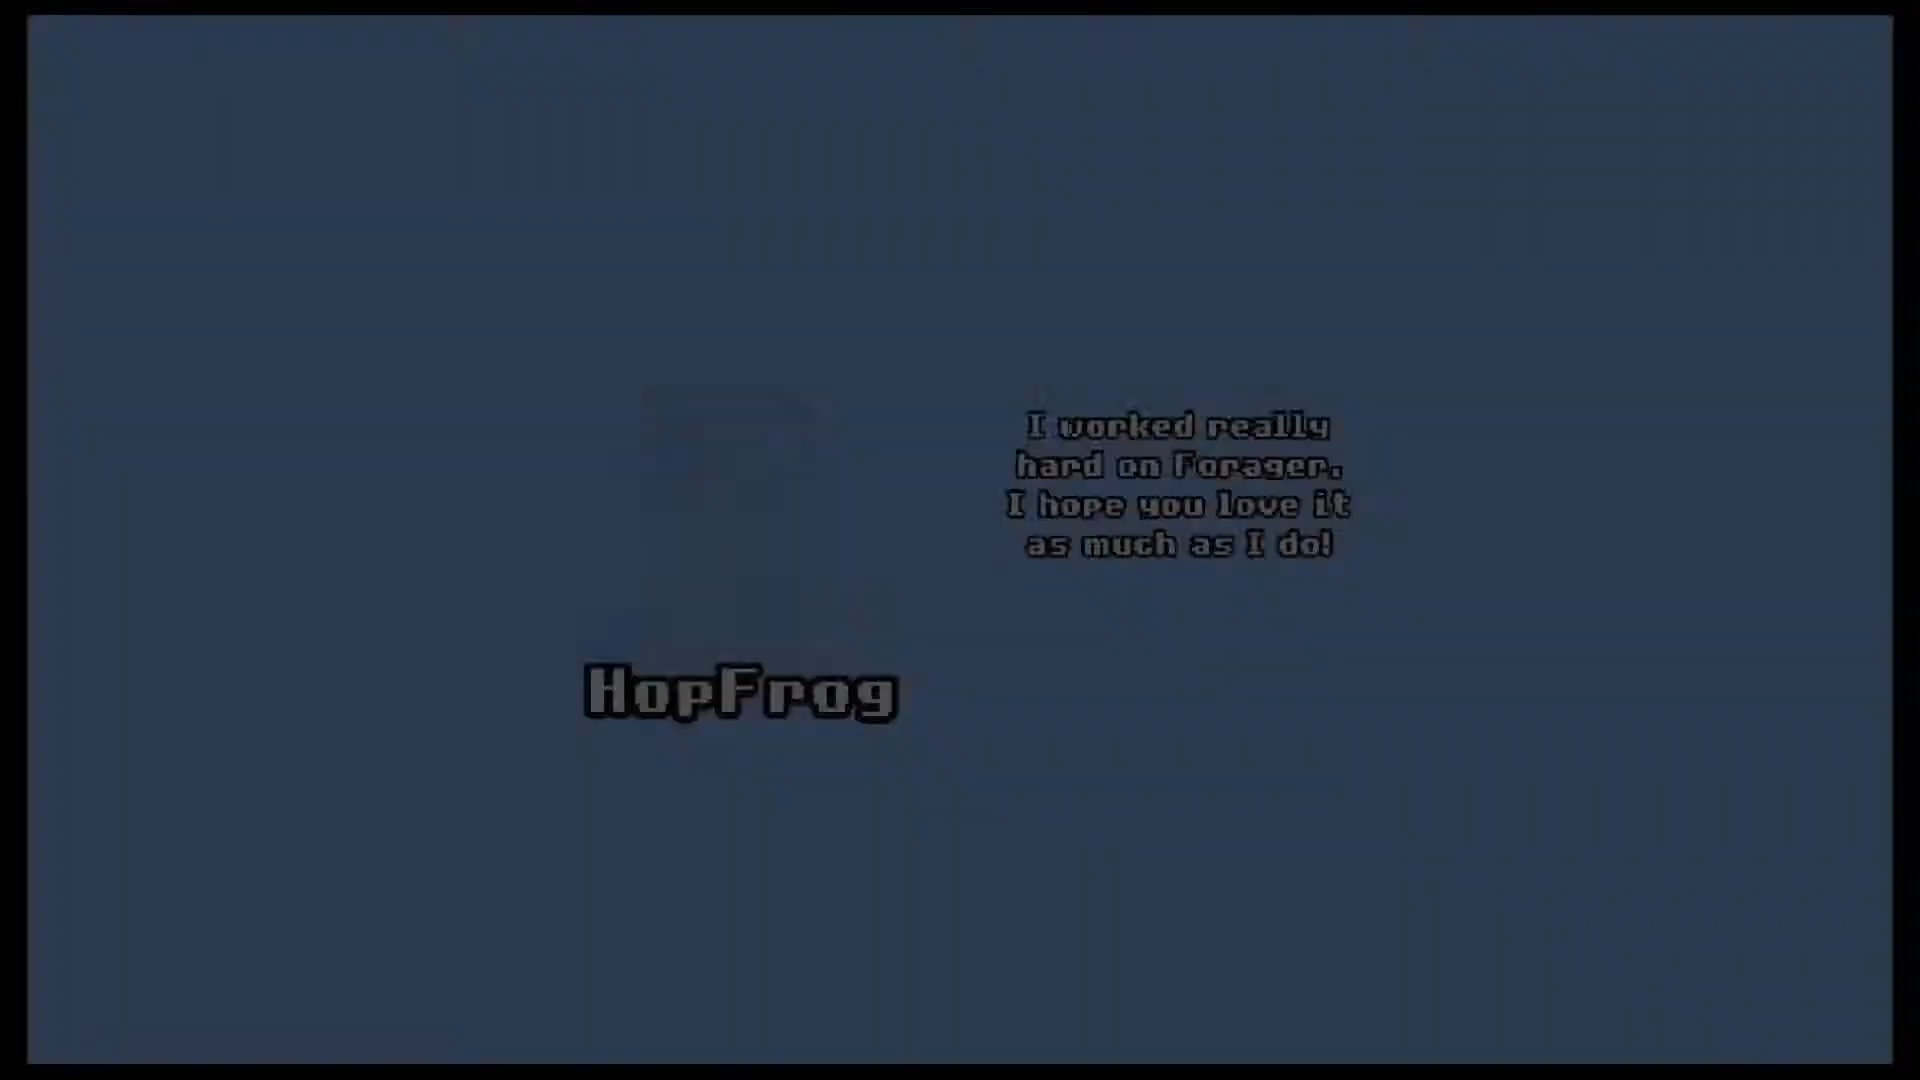 I worked really
hard on Forager.
I hope you love it
as much as I do!
HopFrog